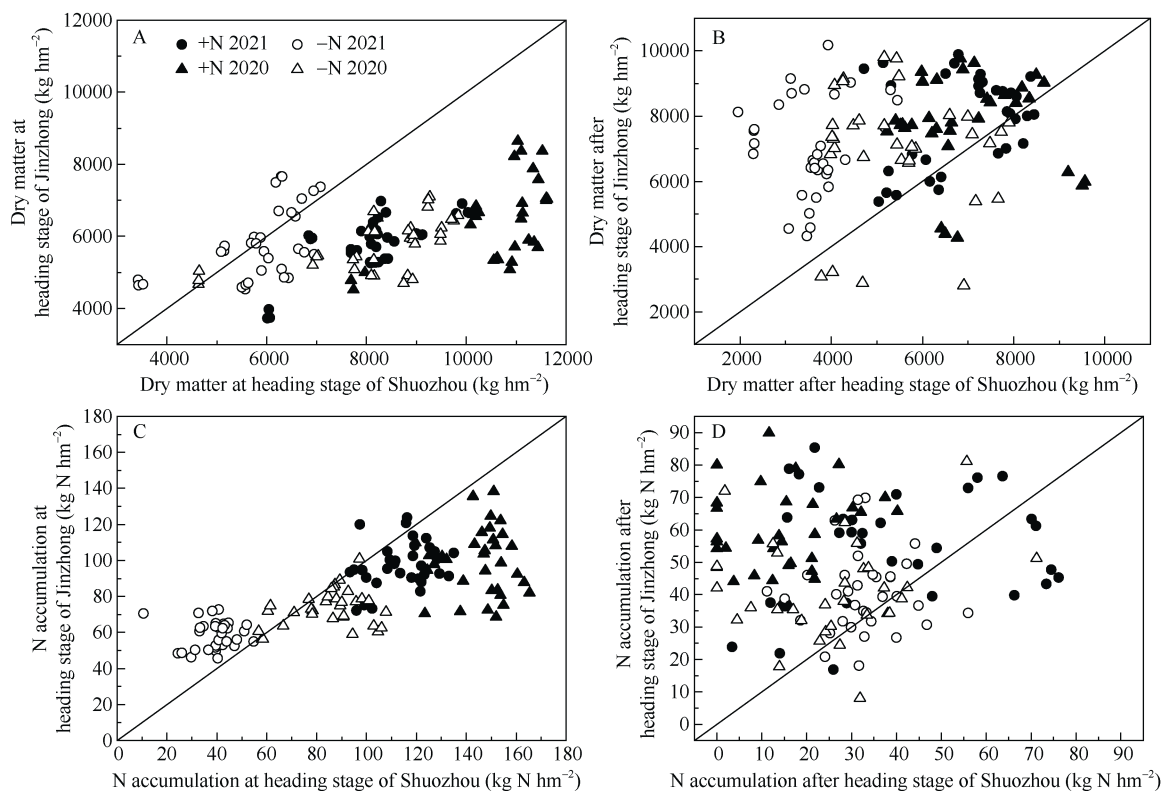 12000
10000
8000
6000
4000
A
+N 2021
−N 2021
+N 2020
−N 2020
4000 6000 8000 10000 12000
Dry matter at heading stage of Shuozhou (kg hm−2)
Dry matter at
heading stage of Jinzhong (kg hm−2)
10000
8000
6000
4000
2000
B
2000 4000 6000 8000 10000
Dry matter after heading stage of Shuozhou (kg hm−2)
Dry matter after
heading stage of Jinzhong (kg hm−2)
180
160
140
120
100
80
60
40
20
0
C
0 20 40 60 80 100 120 140 160 180
N accumulation at heading stage of Shuozhou (kg N hm−2)
N accumulation at
heading stage of Jinzhong (kg N hm−2)
90
80
70
60
50
40
30
20
10
0
D
0 10 20 30 40 50 60 70 80 90
N accumulation after heading stage of Shuozhou (kg N hm−2)
N accumulation after
heading stage of Jinzhong (kg N hm−2)